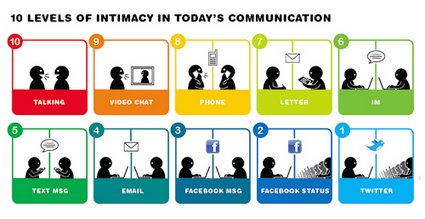 10 LEVELS OF INTIMACY IN TODAY'S COMMUNICATION
10
9
8
7
6
TALKING
VIDEO CHAT
PHONE
LETTER
IM
5
4
3
2
1
f
f
TEXT MSG
EMAIL
FACEBOOK MSG
FACEBOOK STATUS
TWITTER